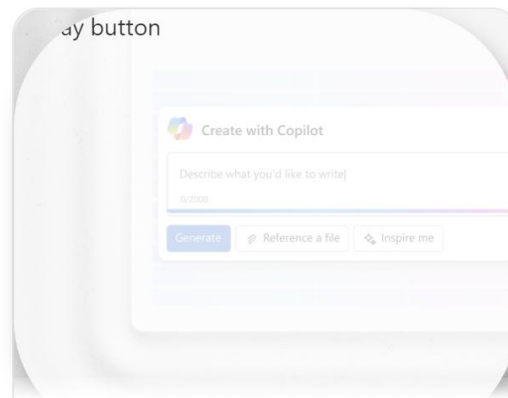 ay button
Create with Copilot
Describe what you'd like to write
0/2000
Generate Reference a file Inspire me